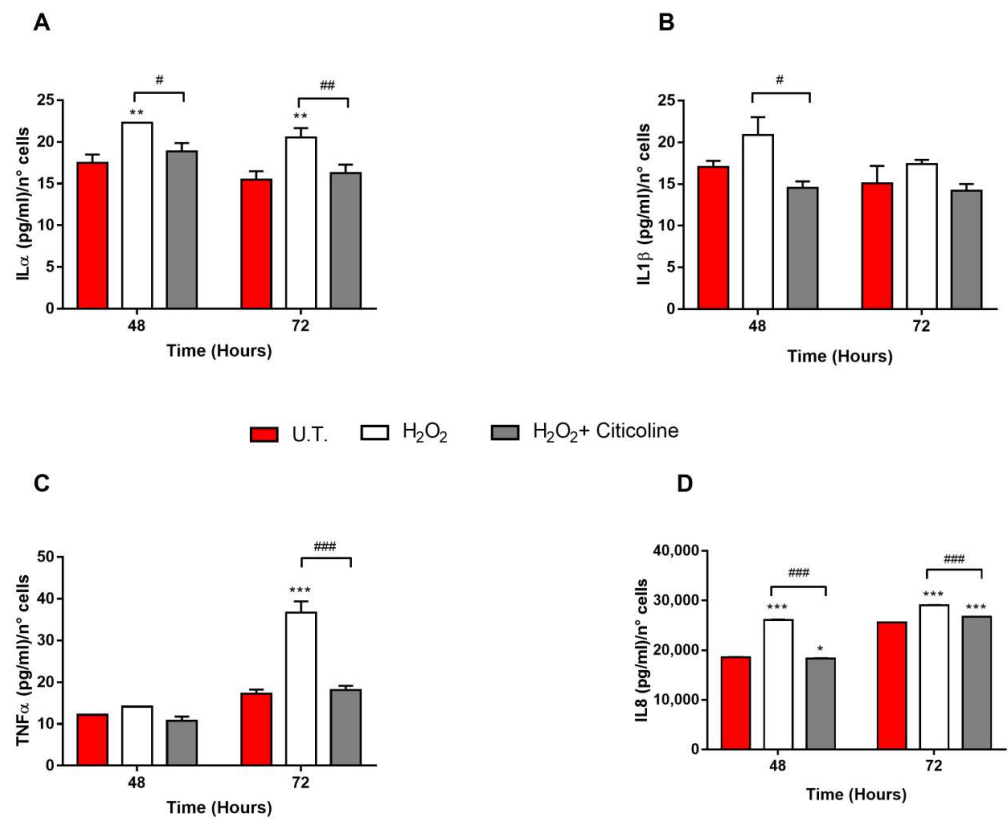 A
# ##
** **
25
20
15
10
5
0
ILα (pg/ml)/n° cells
48 72
Time (Hours)
B
#
25
20
15
10
5
0
IL1β (pg/ml)/n° cells
48 72
Time (Hours)
U.T. H₂O₂ H₂O₂+ Citicoline
C
###
***
50
40
30
20
10
0
TNFα (pg/ml)/n° cells
48 72
Time (Hours)
D
### ###
*** * *** ***
40,000
30,000
20,000
10,000
0
IL8 (pg/ml)/n° cells
48 72
Time (Hours)